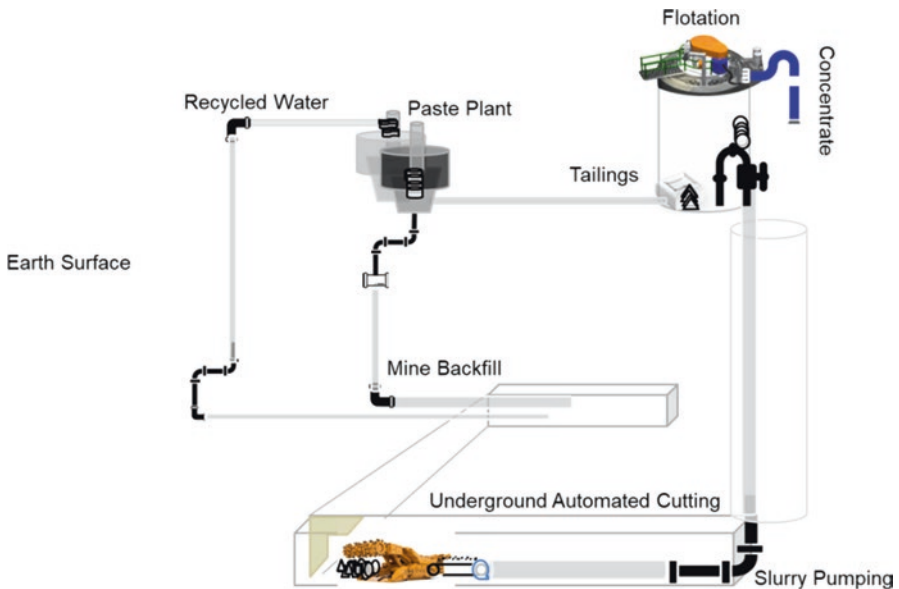 Flotation
Concentrate
Recycled Water
Paste Plant
Tailings
Earth Surface
Mine Backfill
Underground Automated Cutting
Slurry Pumping